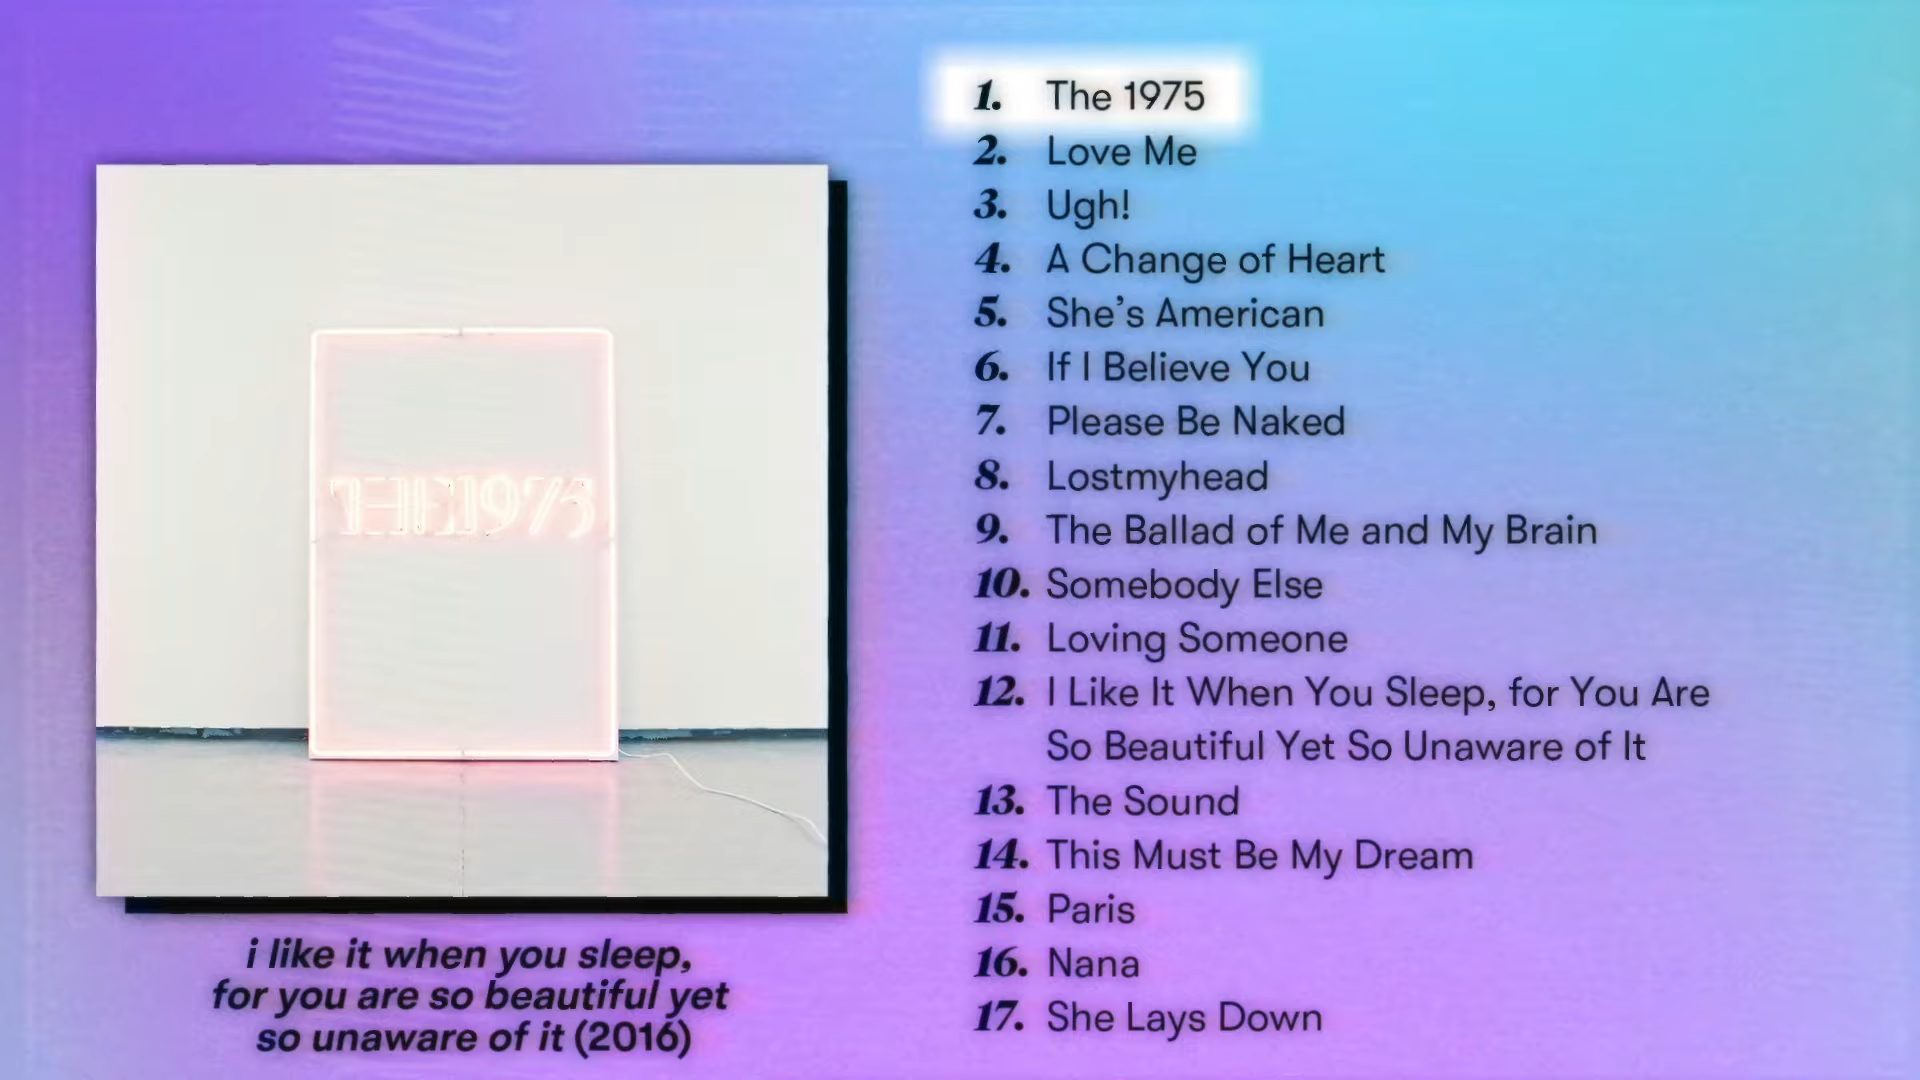 THE 1975
i like it when you sleep,
for you are so beautiful yet
so unaware of it (2016)
1. The 1975
2. Love Me
3. Ugh!
4. A Change of Heart
5. She's American
6. If I Believe You
7. Please Be Naked
8. Lostmyhead
9. The Ballad of Me and My Brain
10. Somebody Else
11. Loving Someone
12. I Like It When You Sleep, for You Are
So Beautiful Yet So Unaware of It
13. The Sound
14. This Must Be My Dream
15. Paris
16. Nana
17. She Lays Down